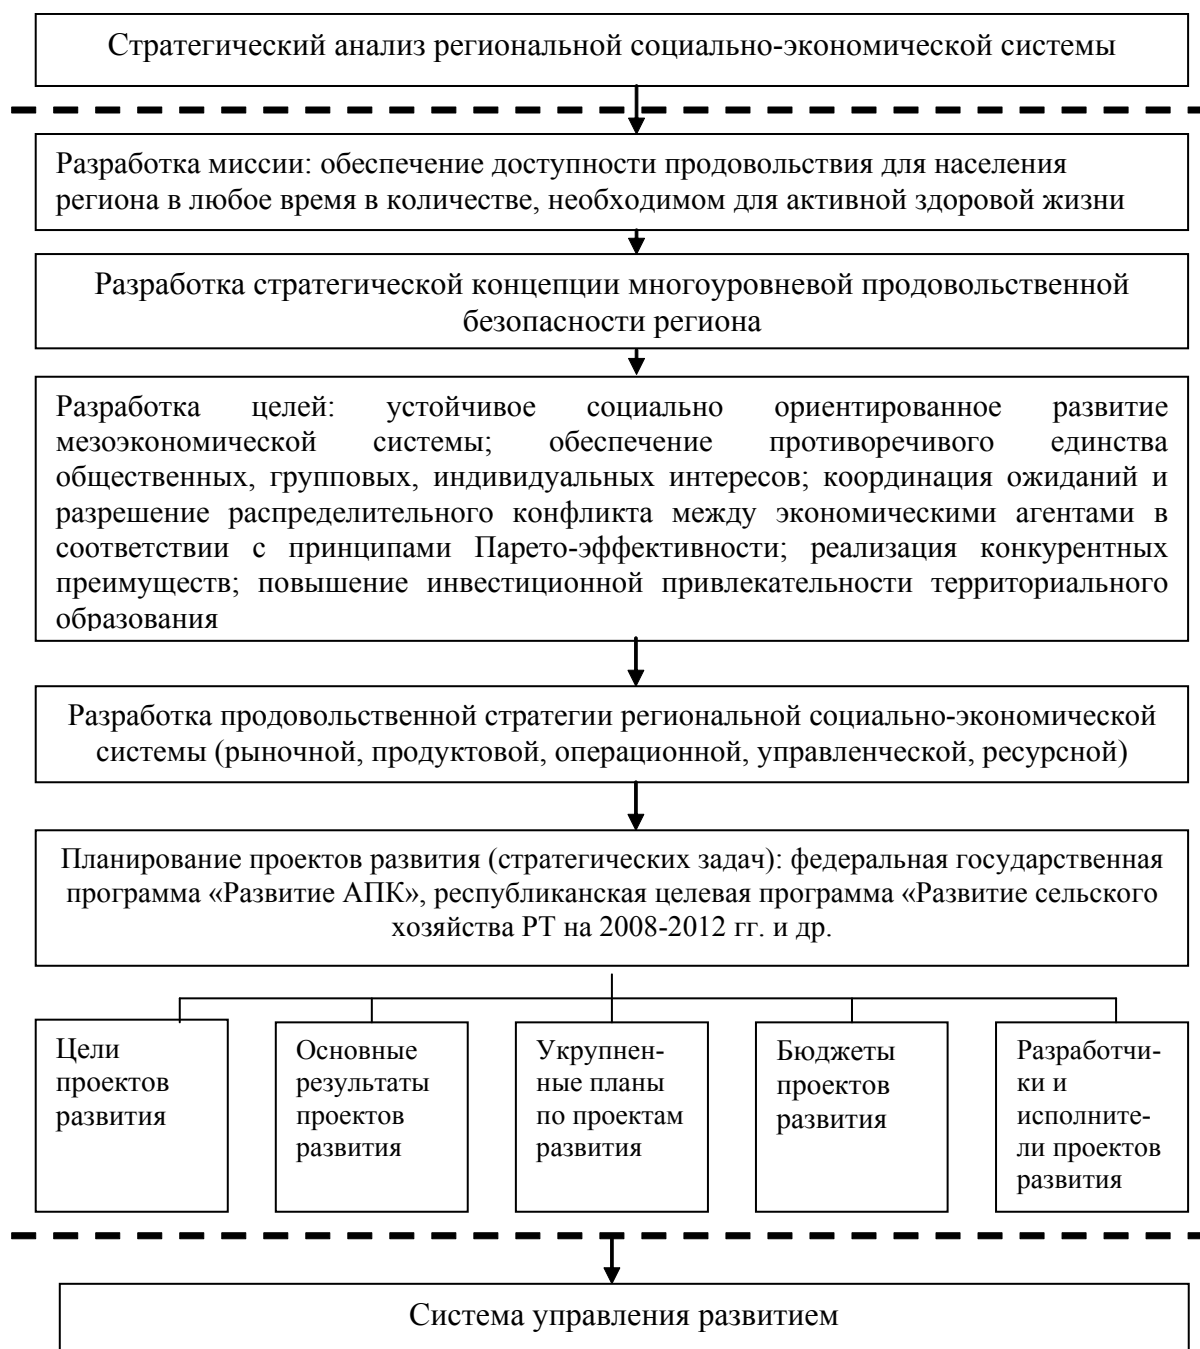 Стратегический анализ региональной социально-экономической системы
Разработка миссии: обеспечение доступности продовольствия для населения
региона в любое время в количестве, необходимом для активной здоровой жизни
Разработка стратегической концепции многоуровневой продовольственной
безопасности региона
Разработка целей: устойчивое социально ориентированное развитие
мезоэкономической системы; обеспечение противоречивого единства
общественных, групповых, индивидуальных интересов; координация ожиданий и
разрешение распределительного конфликта между экономическими агентами в
соответствии с принципами Парето-эффективности; реализация конкурентных
преимуществ; повышение инвестиционной привлекательности территориального
образования
Разработка продовольственной стратегии региональной социально-экономической
системы (рыночной, продуктовой, операционной, управленческой, ресурсной)
Планирование проектов развития (стратегических задач): федеральная государственная
программа «Развитие АПК», республиканская целевая программа «Развитие сельского
хозяйства РТ на 2008-2012 гг. и др.
Цели
проектов
развития
Основные
результаты
проектов
развития
Укрупнен-
ные планы
по проектам
развития
Бюджеты
проектов
развития
Разработчи-
ки и
исполните-
ли проектов
развития
Система управления развитием